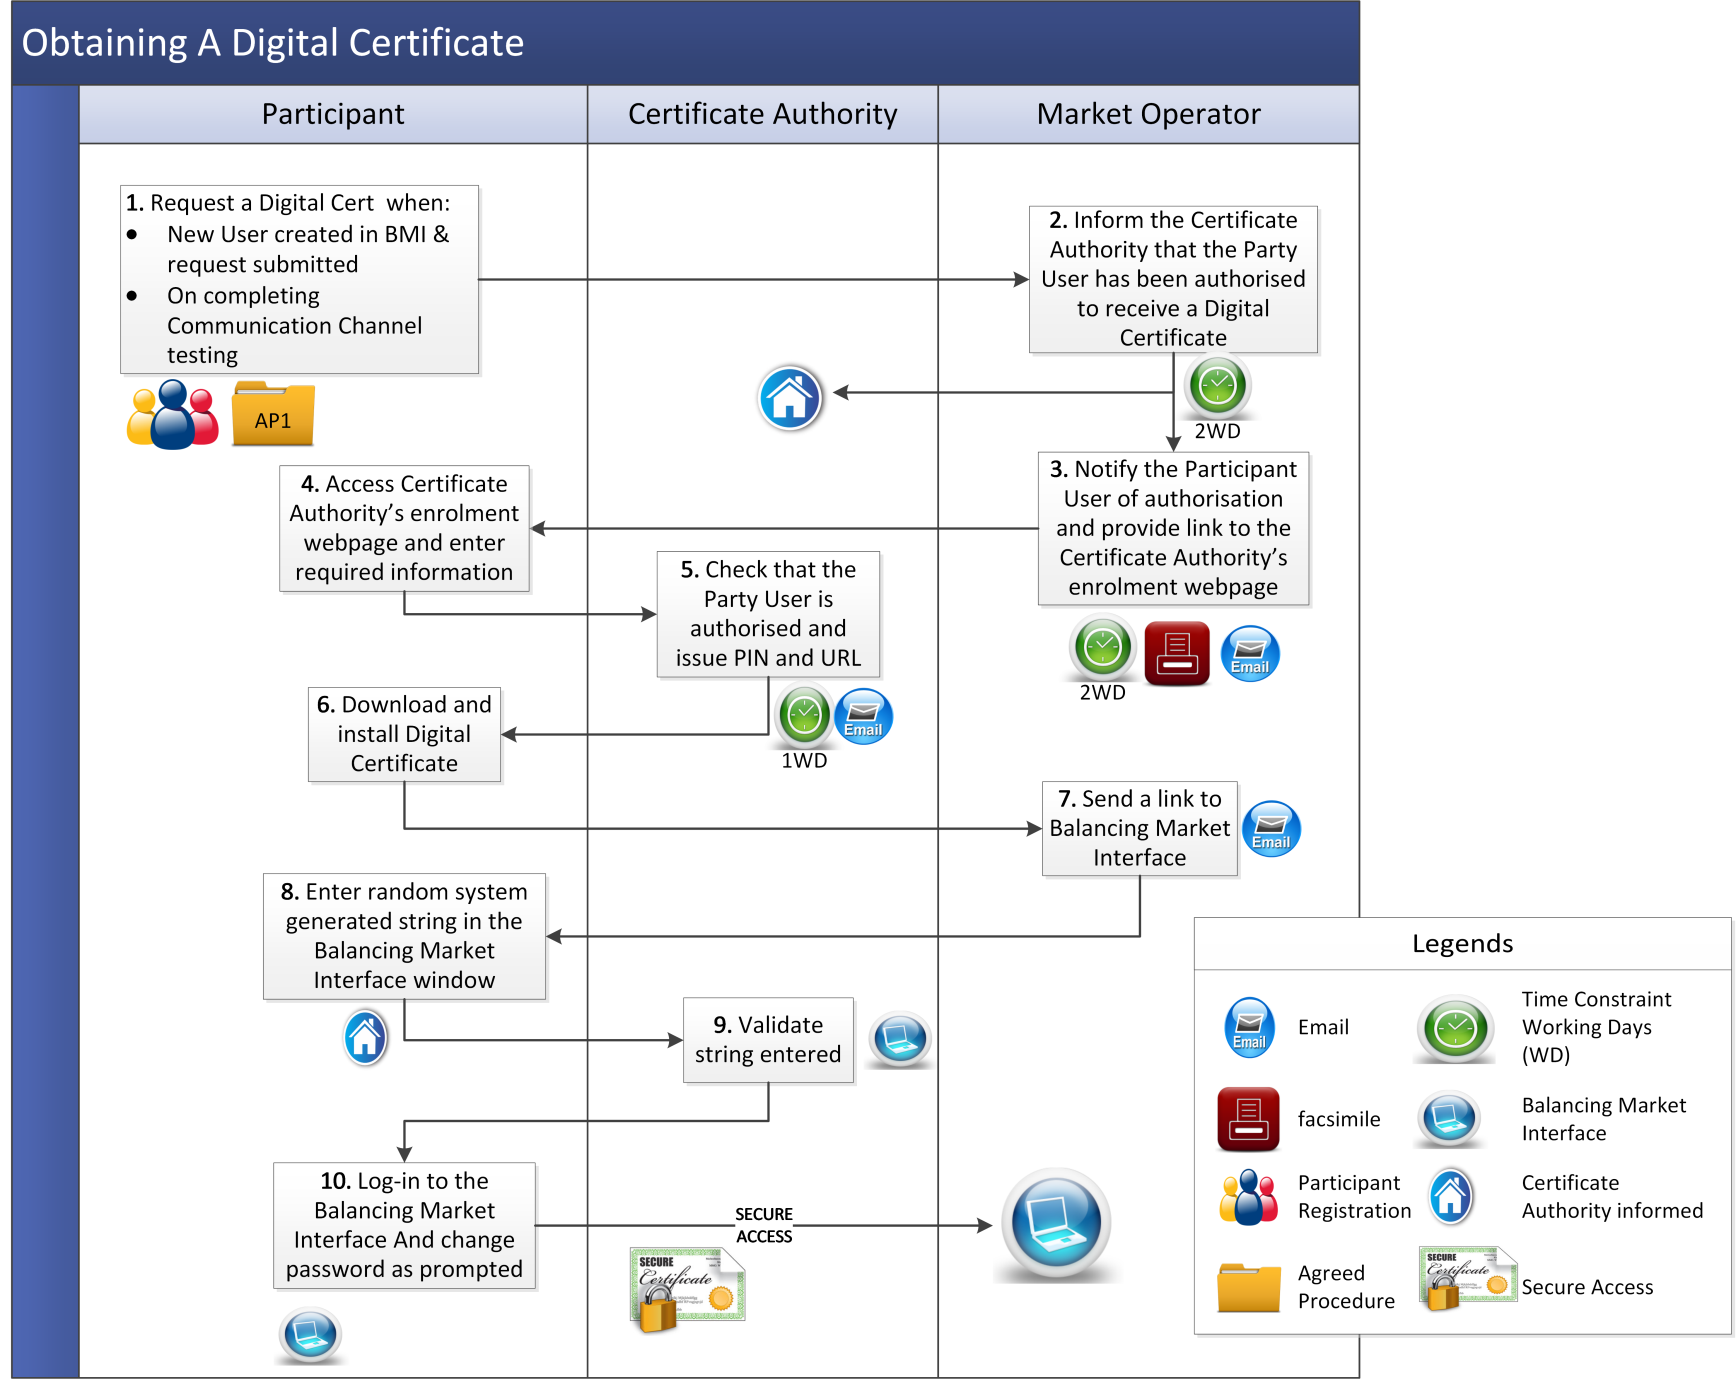 Obtaining A Digital Certificate
Participant
Certificate Authority
Market Operator
1. Request a Digital Cert when:
• New User created in BMI &
request submitted
• On completing
Communication Channel
testing
AP1
2. Inform the Certificate
Authority that the Party
User has been authorised
to receive a Digital
Certificate
2WD
3. Notify the Participant
User of authorisation
and provide link to the
Certificate Authority's
enrolment webpage
2WD
Email
4. Access Certificate
Authority's enrolment
webpage and enter
required information
5. Check that the
Party User is
authorised and
issue PIN and URL
1WD
Email
6. Download and
install Digital
Certificate
7. Send a link to
Balancing Market
Interface
Email
8. Enter random system
generated string in the
Balancing Market
Interface window
9. Validate
string entered
10. Log-in to the
Balancing Market
Interface And change
password as prompted
SECURE
ACCESS
SECURE
Certificate
Legends
Email
Email
Time Constraint
Working Days
(WD)
facsimile
Balancing Market
Interface
Participant
Registration
Certificate
Authority informed
Agreed
Procedure
SECURE
Certificate
Secure Access